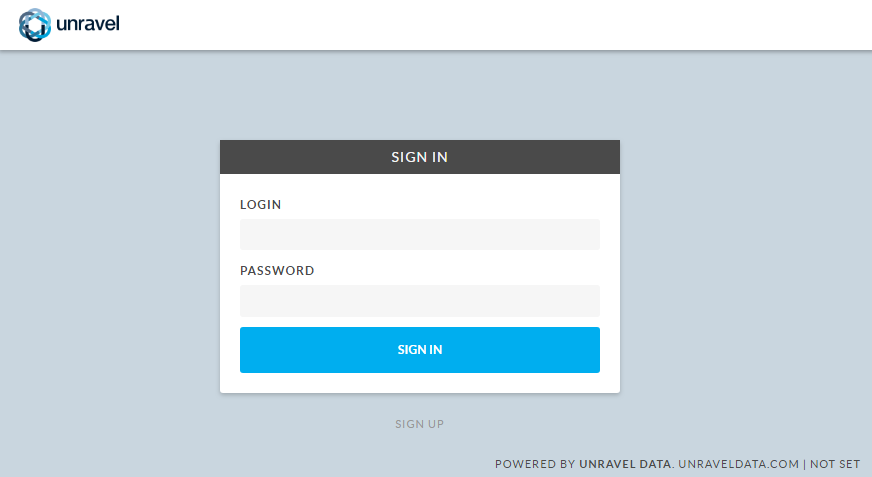 unravel
SIGN IN
LOGIN
PASSWORD
SIGN IN
SIGN UP
POWERED BY UNRAVEL DATA. UNRAVELDATA.COM | NOT SET